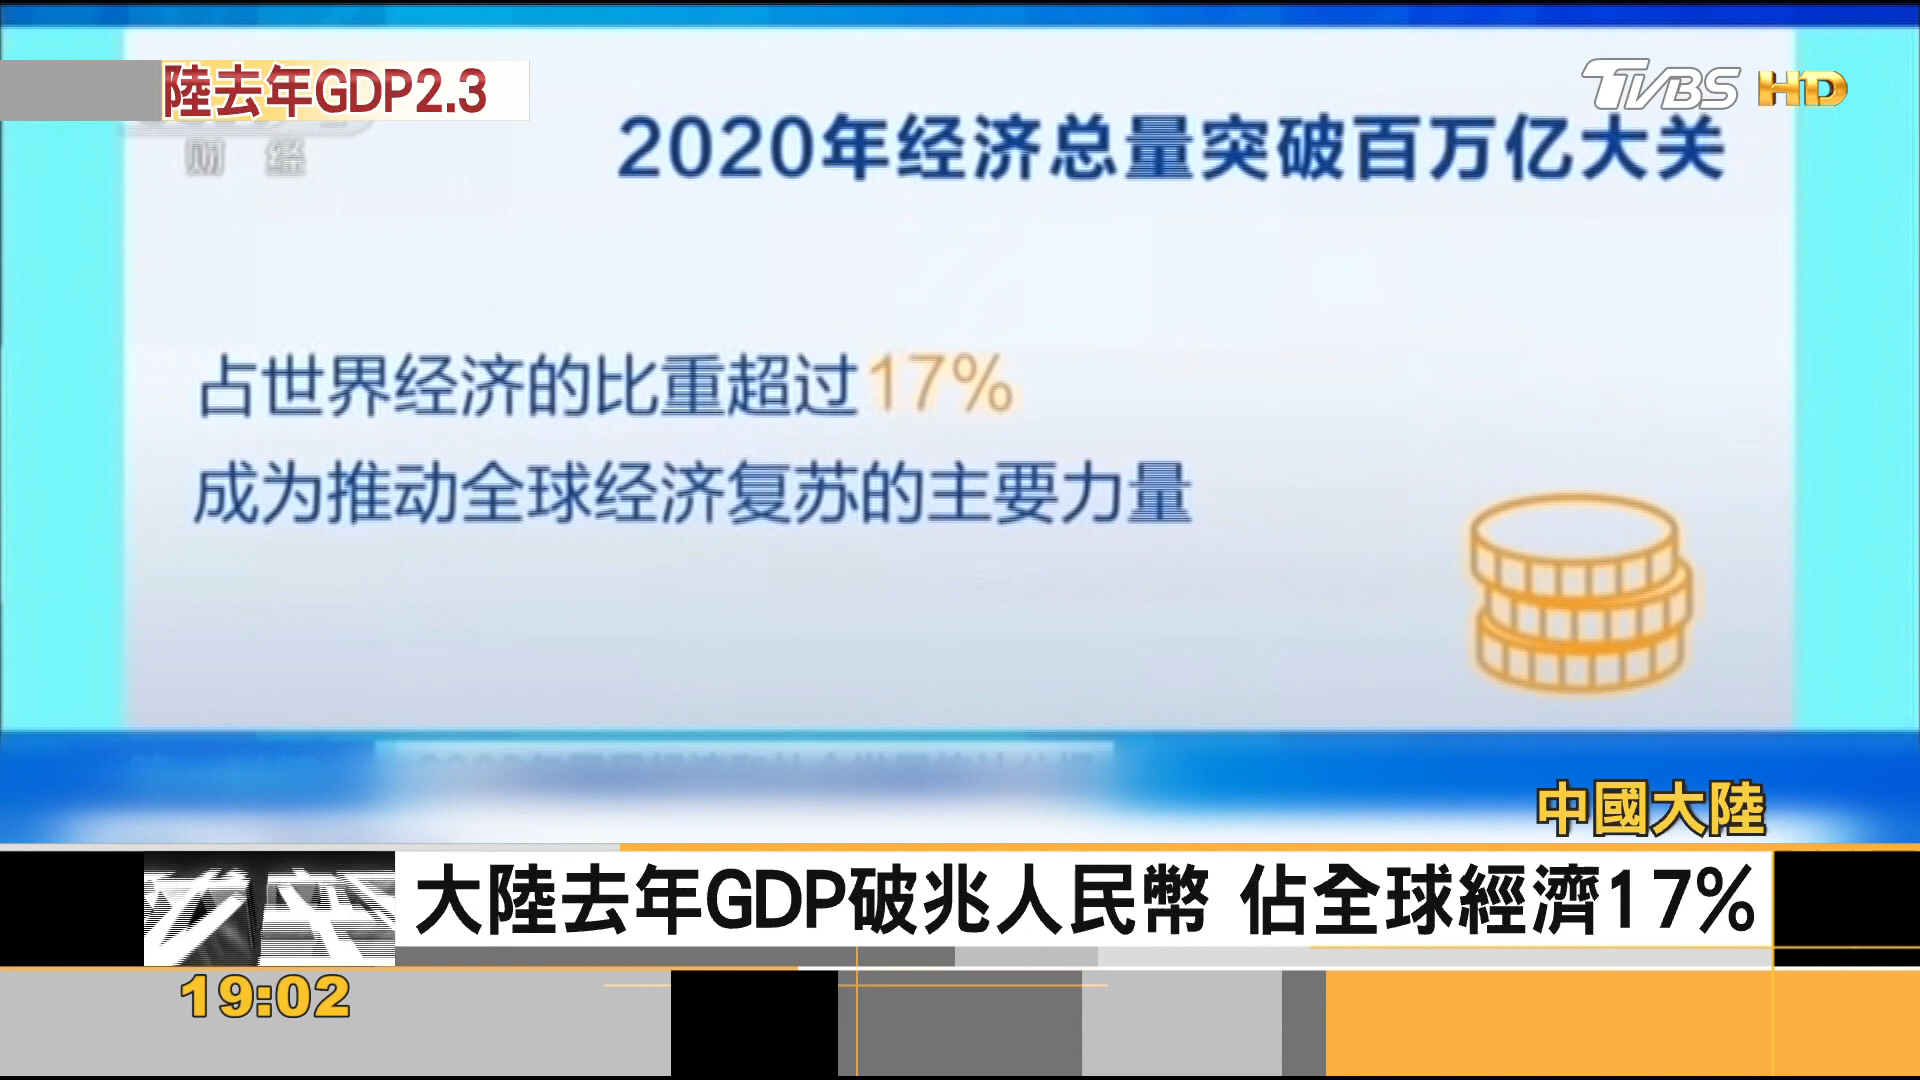 陸去年GDP2.3
TVBS HD
财 经
2020年经济总量突破百万亿大关
占世界经济的比重超过17%
成为推动全球经济复苏的主要力量
中國大陸
大陸去年GDP破兆人民幣 佔全球經濟17%
19:02